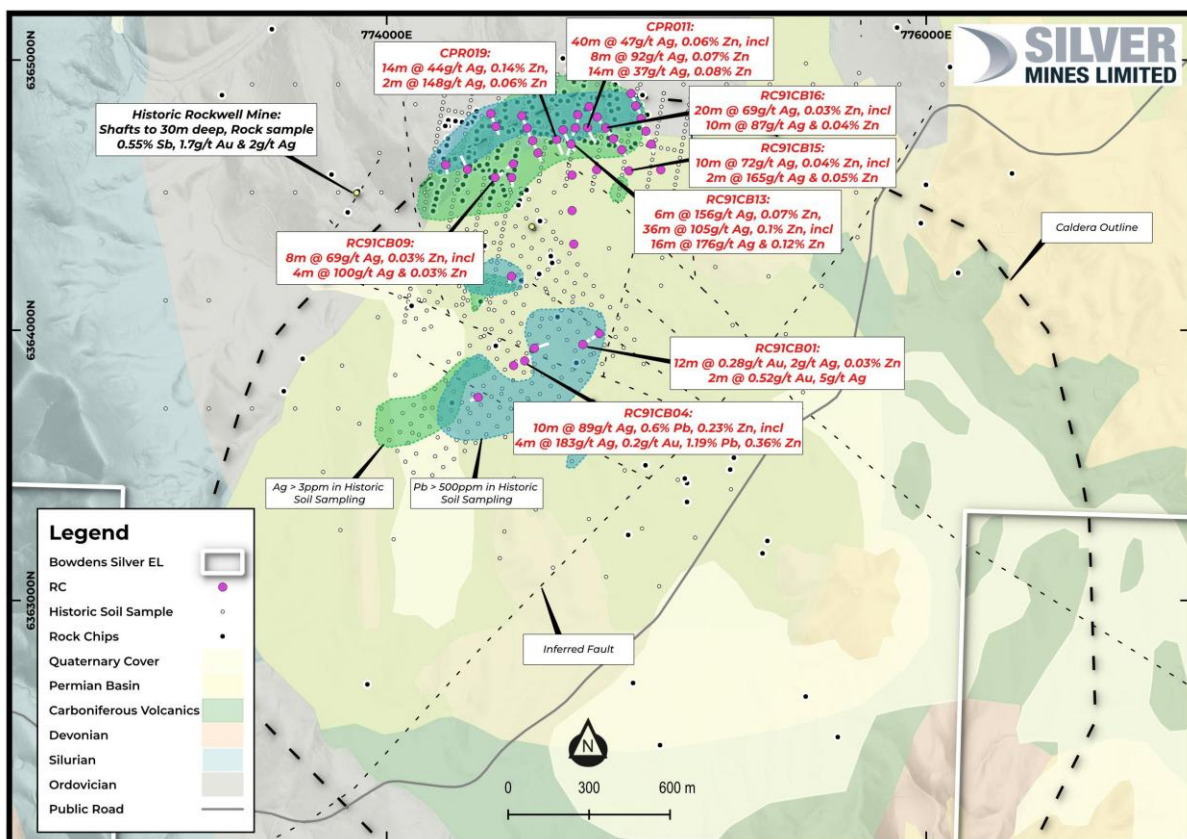 774000E
776000E
6365000N
6364000N
6363000N
SILVER
MINES LIMITED
CPR019:
14m @ 44g/t Ag, 0.14% Zn,
2m @ 148g/t Ag, 0.06% Zn
CPR011:
40m @ 47g/t Ag, 0.06% Zn, incl
8m @ 92g/t Ag, 0.07% Zn
14m @ 37g/t Ag, 0.08% Zn
Historic Rockwell Mine:
Shafts to 30m deep, Rock sample
0.55% Sb, 1.7g/t Au & 2g/t Ag
RC91CB16:
20m @ 69g/t Ag, 0.03% Zn, incl
10m @ 87g/t Ag & 0.04% Zn
RC91CB15:
10m @ 72g/t Ag, 0.04% Zn, incl
2m @ 165g/t Ag & 0.05% Zn
RC91CB13:
6m @ 156g/t Ag, 0.07% Zn,
36m @ 105g/t Ag, 0.1% Zn, incl
16m @ 176g/t Ag & 0.12% Zn
Caldera Outline
RC91CB09:
8m @ 69g/t Ag, 0.03% Zn, incl
4m @ 100g/t Ag & 0.03% Zn
RC91CB01:
12m @ 0.28g/t Au, 2g/t Ag, 0.03% Zn
2m @ 0.52g/t Au, 5g/t Ag
RC91CB04:
10m @ 89g/t Ag, 0.6% Pb, 0.23% Zn, incl
4m @ 183g/t Ag, 0.2g/t Au, 1.19% Pb, 0.36% Zn
Ag > 3ppm in Historic
Soil Sampling
Pb > 500ppm in Historic
Soil Sampling
Inferred Fault
Legend
Bowdens Silver EL
RC
Historic Soil Sample
Rock Chips
Quaternary Cover
Permian Basin
Carboniferous Volcanics
Devonian
Silurian
Ordovician
Public Road
N
0 300 600 m